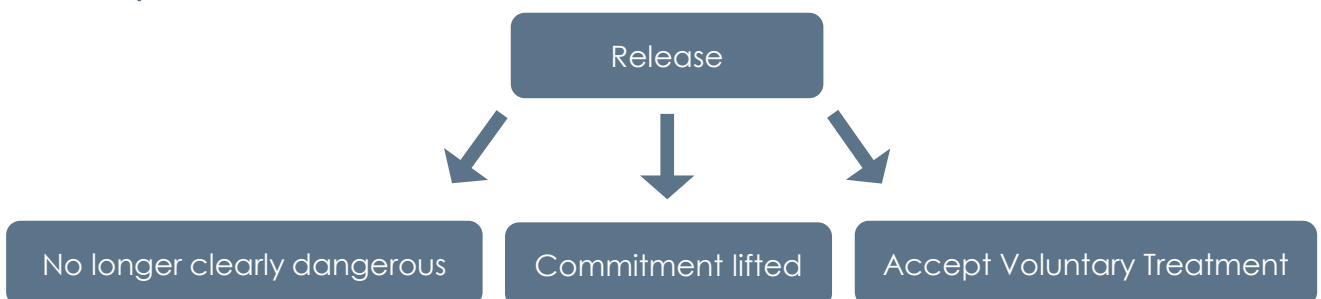 Release
No longer clearly dangerous
Commitment lifted
Accept Voluntary Treatment